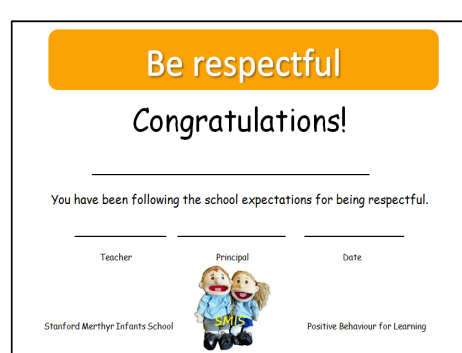 Be respectful
Congratulations!
You have been following the school expectations for being respectful.
Teacher Principal Date
SMIS
Stanford Merthyr Infants School Positive Behaviour for Learning